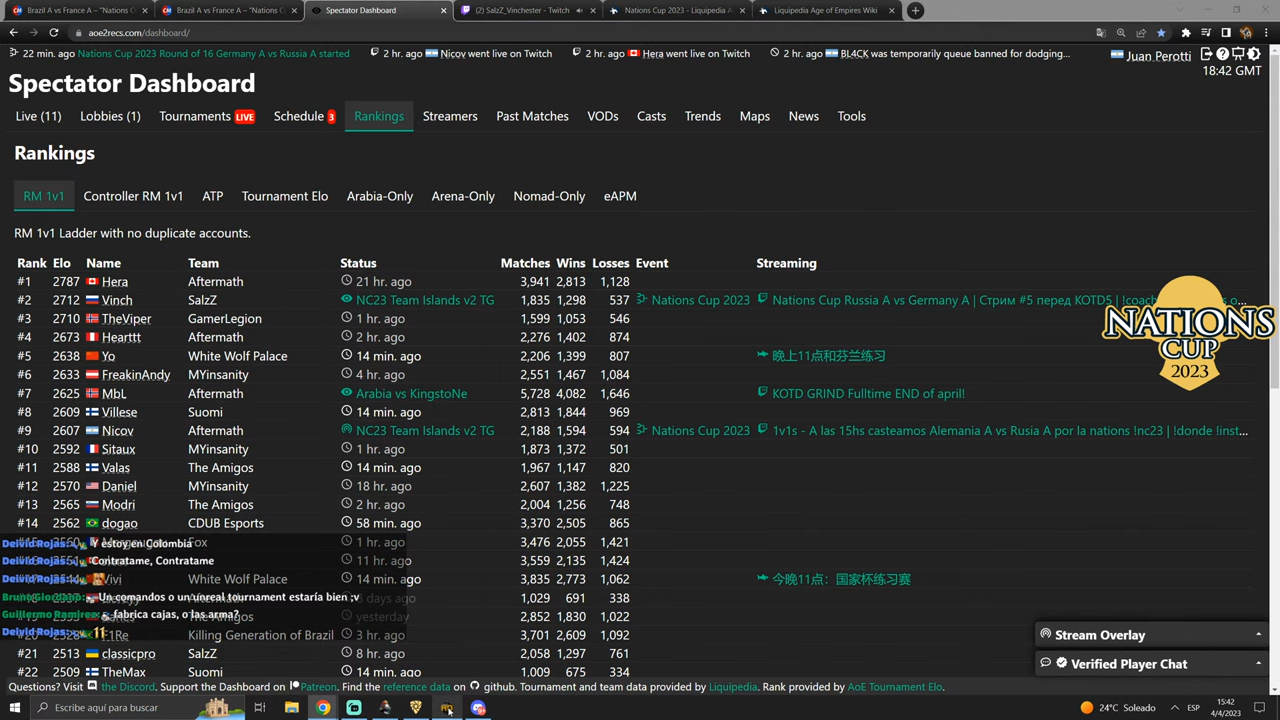 Brazil A vs France A – "Nations C
Brazil A vs France A – "Nations C
Spectator Dashboard
(2) SalzZ_Vinchester - Twitch
Nations Cup 2023 - Liquipedia A
Liquipedia Age of Empires Wiki
aoe2recs.com/dashboard/
22 min. ago Nations Cup 2023 Round of 16 Germany A vs Russia A started
2 hr. ago Nicov went live on Twitch
2 hr. ago Hera went live on Twitch
2 hr. ago BL4CK was temporarily queue banned for dodging...
Juan Perotti
18:42 GMT
Spectator Dashboard
Live (11) Lobbies (1) Tournaments LIVE Schedule 3 Rankings Streamers Past Matches VODs Casts Trends Maps News Tools
Rankings
RM 1v1 Controller RM 1v1 ATP Tournament Elo Arabia-Only Arena-Only Nomad-Only eAPM
RM 1v1 Ladder with no duplicate accounts.
Rank Elo Name Team Status Matches Wins Losses Event Streaming
#1 2787 Hera Aftermath 21 hr. ago 3,941 2,813 1,128
#2 2712 Vinch SalzZ NC23 Team Islands v2 TG 1,835 1,298 537 Nations Cup 2023 Nations Cup Russia A vs Germany A | Стрим #5 перед KOTD5 | !coach
#3 2710 TheViper GamerLegion 1 hr. ago 1,599 1,053 546
#4 2673 Hearttt Aftermath 2 hr. ago 2,276 1,402 874
#5 2638 Yo White Wolf Palace 14 min. ago 2,206 1,399 807 晚上11点和芬兰练习
#6 2633 FreakinAndy MYinsanity 4 hr. ago 2,551 1,467 1,084
#7 2625 MbL Aftermath Arabia vs KingstoNe 5,728 4,082 1,646 KOTD GRIND Fulltime END of april!
#8 2609 Villese Suomi 14 min. ago 2,813 1,844 969
#9 2607 Nicov Aftermath NC23 Team Islands v2 TG 2,188 1,594 594 Nations Cup 2023 1v1s - A las 15hs casteamos Alemania A vs Rusia A por la nations !nc23 | !donde !inst...
#10 2592 Sitaux MYinsanity 1 hr. ago 1,873 1,372 501
#11 2588 Valas The Amigos 14 min. ago 1,967 1,147 820
#12 2570 Daniel MYinsanity 18 hr. ago 2,607 1,382 1,225
#13 2565 Modri The Amigos 2 hr. ago 2,004 1,256 748
#14 2562 dogao CDUB Esports 58 min. ago 3,370 2,505 865
2560 Fox 1 hr. ago 3,476 2,055 1,421
11 hr. ago 3,559 2,135 1,424
Vivi White Wolf Palace 14 min. ago 3,835 2,773 1,062 今晚11点：国家杯练习赛
days ago 1,029 691 338
The Amigos yesterday 2,852 1,830 1,022
Killing Generation of Brazil 3 hr. ago 3,701 2,609 1,092
#21 2513 classicpro SalzZ 8 hr. ago 2,058 1,297 761
#22 2509 TheMax Suomi 14 min. ago 1,009 675 334
NATIONS
CUP
2023
Deivid Rojas: Y estoy en Colombia
Deivid Rojas: Contratame, Contratame
Deivid Rojas:
Bruno Giordano: Un comandos o un unreal tournament estaría bien ;v
Guillermo Ramirez: fabrica cajas, o las arma?
Deivid Rojas: 11
Stream Overlay
Verified Player Chat
Questions? Visit the Discord. Support the Dashboard on Patreon. Find the reference data on github. Tournament and team data provided by Liquipedia. Rank provided by AoE Tournament Elo.
Escribe aquí para buscar
24°C Soleado
ESP
15:42
4/4/2023